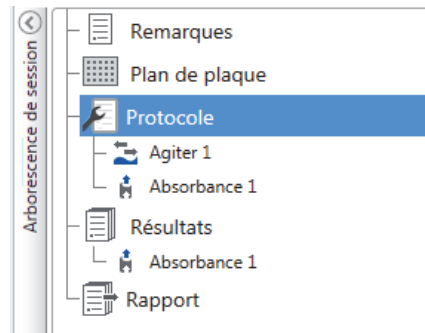 Arborescence de session
Remarques
Plan de plaque
Protocole
Agiter 1
Absorbance 1
Résultats
Absorbance 1
Rapport